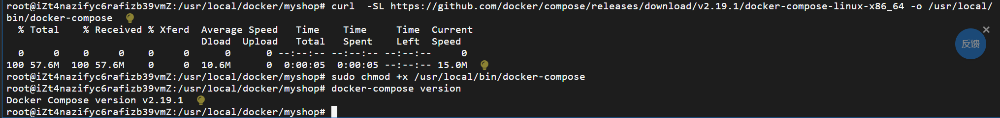 root@iZt4nazifyc6rafizb39vmZ:/usr/local/docker/myshop# curl  -SL https://github.com/docker/compose/releases/download/v2.19.1/docker-compose-linux-x86_64 -o /usr/local/
bin/docker-compose
  % Total    % Received % Xferd  Average Speed   Time    Time     Time  Current
                                 Dload  Upload   Total   Spent    Left  Speed
  0     0    0     0    0     0      0      0 --:--:-- --:--:-- --:--:--     0
100 57.6M  100 57.6M    0     0  10.6M      0  0:00:05  0:00:05 --:--:-- 15.0M
root@iZt4nazifyc6rafizb39vmZ:/usr/local/docker/myshop# sudo chmod +x /usr/local/bin/docker-compose
root@iZt4nazifyc6rafizb39vmZ:/usr/local/docker/myshop# docker-compose version
Docker Compose version v2.19.1
root@iZt4nazifyc6rafizb39vmZ:/usr/local/docker/myshop#
反馈